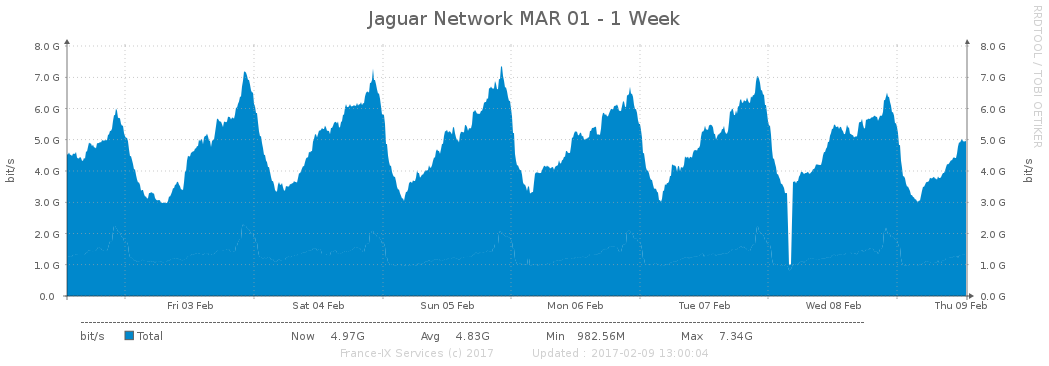 Jaguar Network MAR 01 - 1 Week
RRDTOOL / TOBI OETIKER
bit/s
8.0 G
7.0 G
6.0 G
5.0 G
4.0 G
3.0 G
2.0 G
1.0 G
0.0
8.0 G
7.0 G
6.0 G
5.0 G
4.0 G
3.0 G
2.0 G
1.0 G
0.0 G
bit/s
Fri 03 Feb Sat 04 Feb Sun 05 Feb Mon 06 Feb Tue 07 Feb Wed 08 Feb Thu 09 Feb
bit/s Total Now 4.97G Avg 4.83G Min 982.56M Max 7.34G
France-IX Services (c) 2017 Updated : 2017-02-09 13:00:04